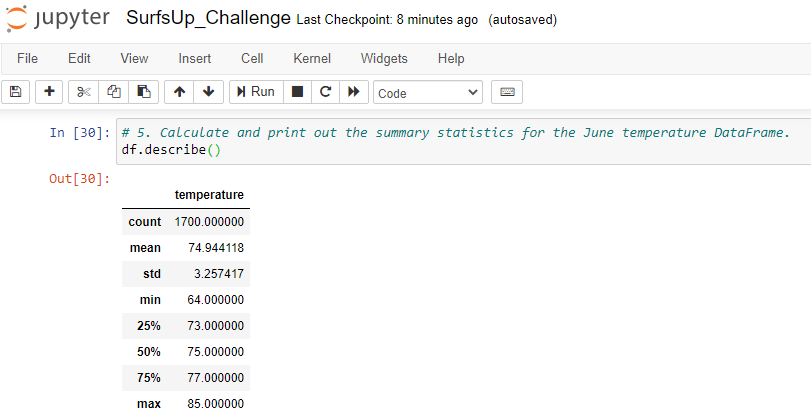 jupyter SurfsUp_Challenge Last Checkpoint: 8 minutes ago (autosaved)
File Edit View Insert Cell Kernel Widgets Help
Run Code
In [30]: # 5. Calculate and print out the summary statistics for the June temperature DataFrame.
df.describe()
Out[30]:
temperature
count 1700.000000
mean 74.944118
std 3.257417
min 64.000000
25% 73.000000
50% 75.000000
75% 77.000000
max 85.000000